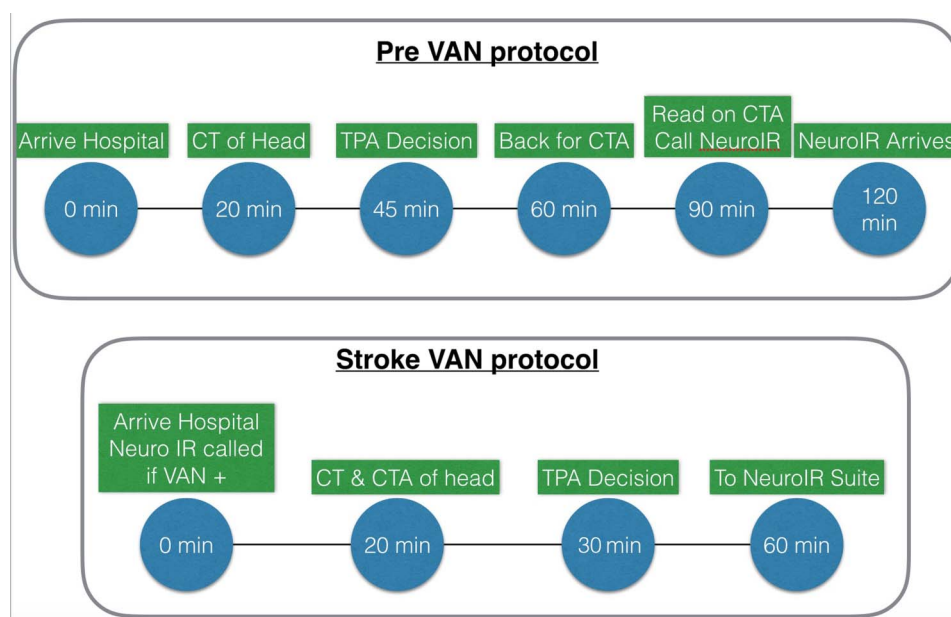 Pre VAN protocol
Read on CTA
Call NeuroIR
Arrive Hospital
CT of Head
TPA Decision
Back for CTA
NeuroIR Arrives
0 min
20 min
45 min
60 min
90 min
120
min
Stroke VAN protocol
Arrive Hospital
Neuro IR called
if VAN +
CT & CTA of head
TPA Decision
To NeuroIR Suite
0 min
20 min
30 min
60 min